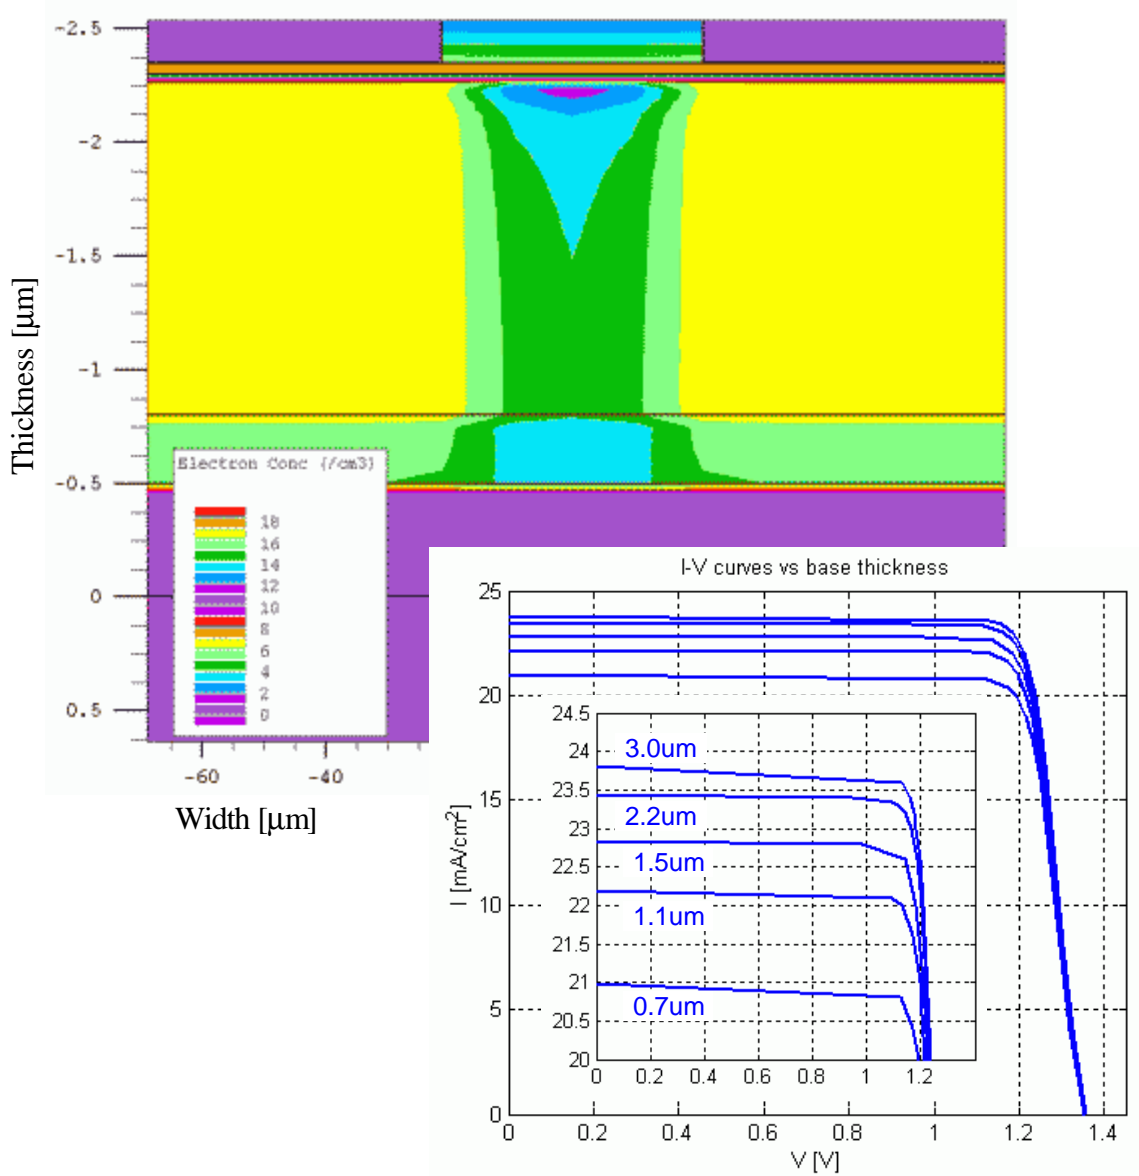 -2.5
-2
-1.5
-1
-0.5
0
0.5
Thickness [μm]
Electron Conc (/cm3)
18
16
14
12
10
8
6
4
2
0
-60
-40
Width [μm]
I-V curves vs base thickness
25
20
15
10
5
0
I [mA/cm²]
24.5
24
23.5
23
22.5
22
21.5
21
20.5
20
3.0um
2.2um
1.5um
1.1um
0.7um
0 0.2 0.4 0.6 0.8 1 1.2
0 0.2 0.4 0.6 0.8 1 1.2 1.4
V [V]